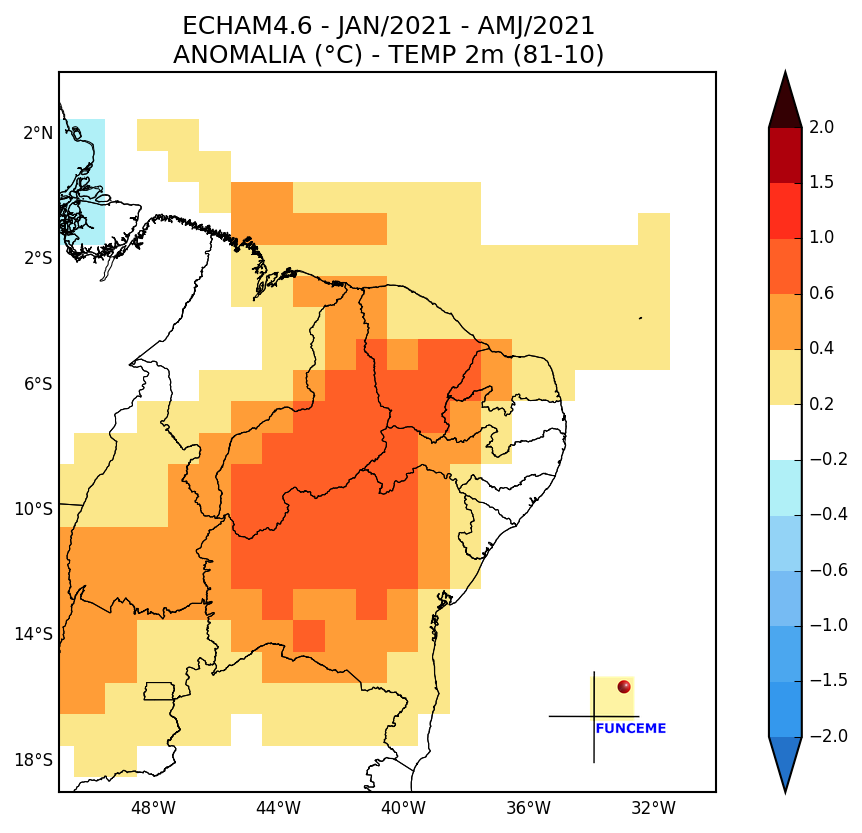 ECHAM4.6 - JAN/2021 - AMJ/2021
ANOMALIA (°C) - TEMP 2m (81-10)
2°N
2°S
6°S
10°S
14°S
18°S
48°W 44°W 40°W 36°W 32°W
2.0
1.5
1.0
0.6
0.4
0.2
−0.2
−0.4
−0.6
−1.0
−1.5
−2.0
FUNCEME